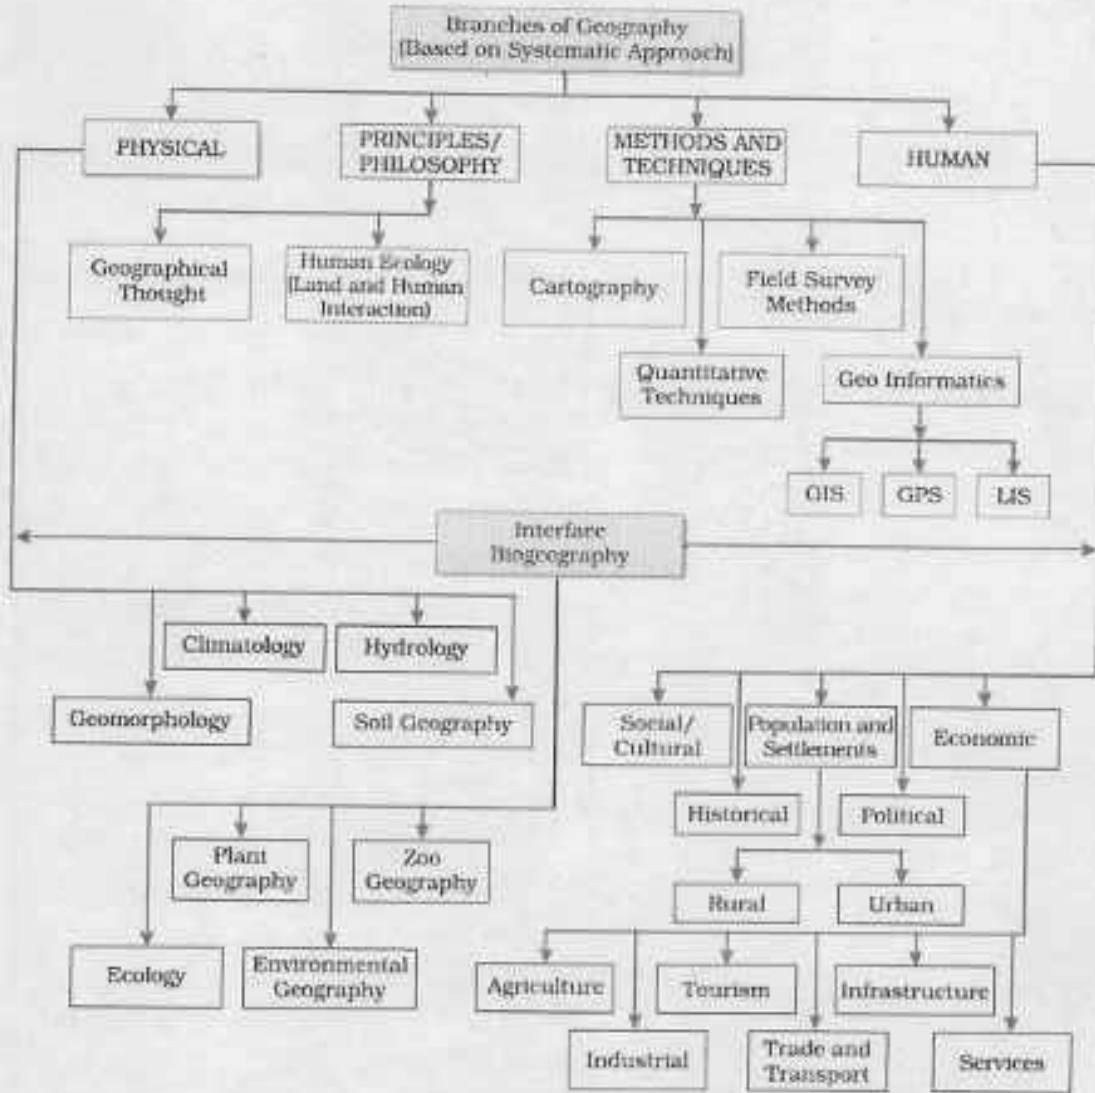 Branches of Geography
(Based on Systematic Approach)
PHYSICAL
PRINCIPLES/
PHILOSOPHY
METHODS AND
TECHNIQUES
HUMAN
Geographical
Thought
Human Ecology
(Land and Human
Interaction)
Cartography
Field Survey
Methods
Quantitative
Techniques
Geo Informatics
GIS
GPS
LIS
Interface
Biogeography
Climatology
Hydrology
Geomorphology
Soil Geography
Social/
Cultural
Population and
Settlements
Economic
Historical
Political
Plant
Geography
Zoo
Geography
Rural
Urban
Ecology
Environmental
Geography
Agriculture
Tourism
Infrastructure
Industrial
Trade and
Transport
Services